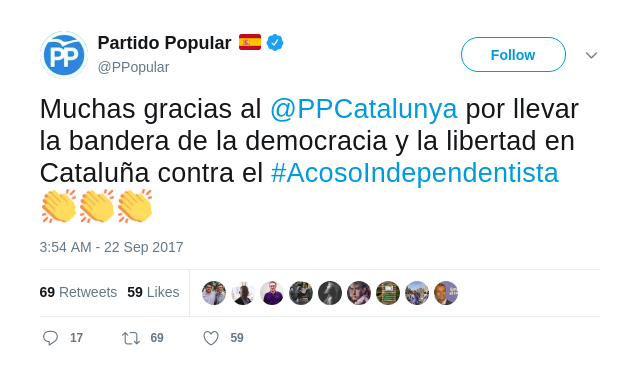 PP
Partido Popular
@PPopular
Follow
Muchas gracias al @PPCatalunya por llevar
la bandera de la democracia y la libertad en
Cataluña contra el #AcosoIndependentista
👏👏👏
3:54 AM - 22 Sep 2017
69 Retweets 59 Likes
17 69 59